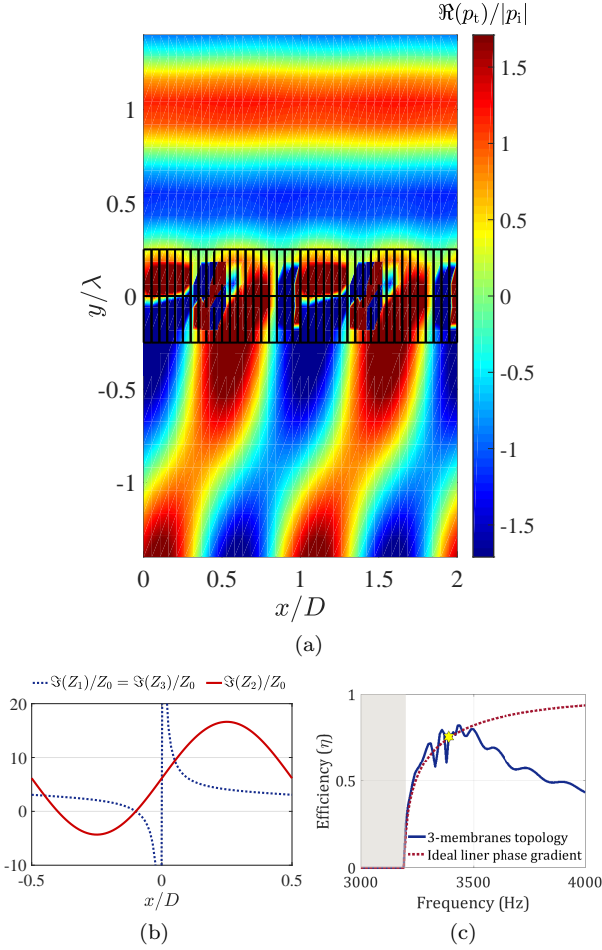 ℜ(pt)/|pi|
1.5
1
1
0.5
0.5
y/λ
0
0
-0.5
-0.5
-1
-1
-1.5
0
0.5
1
1.5
2
x/D
(a)
ℑ(Z1)/Z0 = ℑ(Z3)/Z0
ℑ(Z2)/Z0
20
10
0
-10
-0.5
0
0.5
x/D
(b)
1
0.5
0
Efficiency (η)
3-membranes topology
Ideal liner phase gradient
3000
3500
4000
Frequency (Hz)
(c)